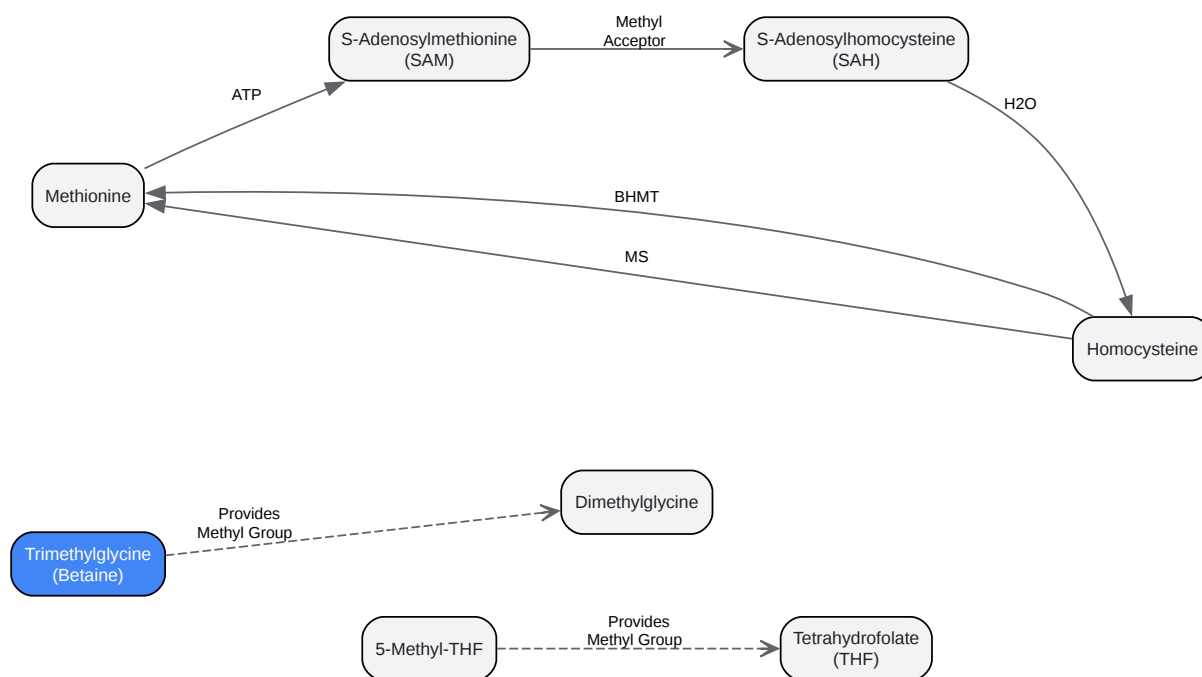 Methyl
Acceptor
S-Adenosylmethionine
(SAM)
S-Adenosylhomocysteine
(SAH)
ATP
H2O
Methionine
BHMT
MS
Homocysteine
Dimethylglycine
Provides
Methyl Group
Trimethylglycine
(Betaine)
Provides
Methyl Group
5-Methyl-THF
Tetrahydrofolate
(THF)